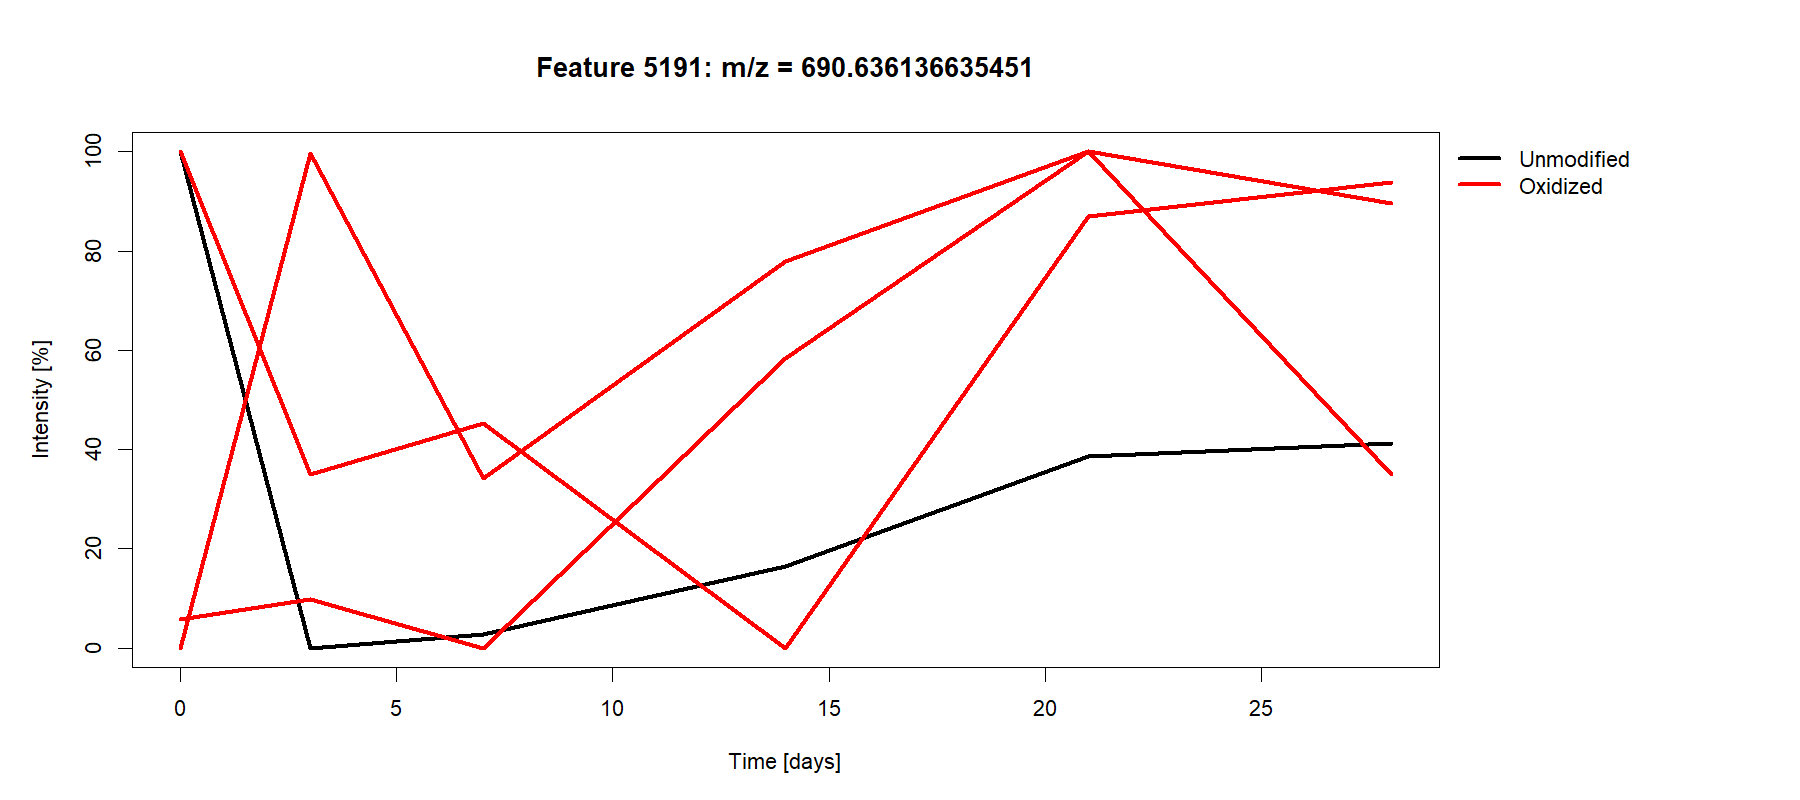 Feature 5191: m/z = 690.636136635451
Unmodified
Oxidized
Intensity [%]
100
80
60
40
20
0
0 5 10 15 20 25
Time [days]